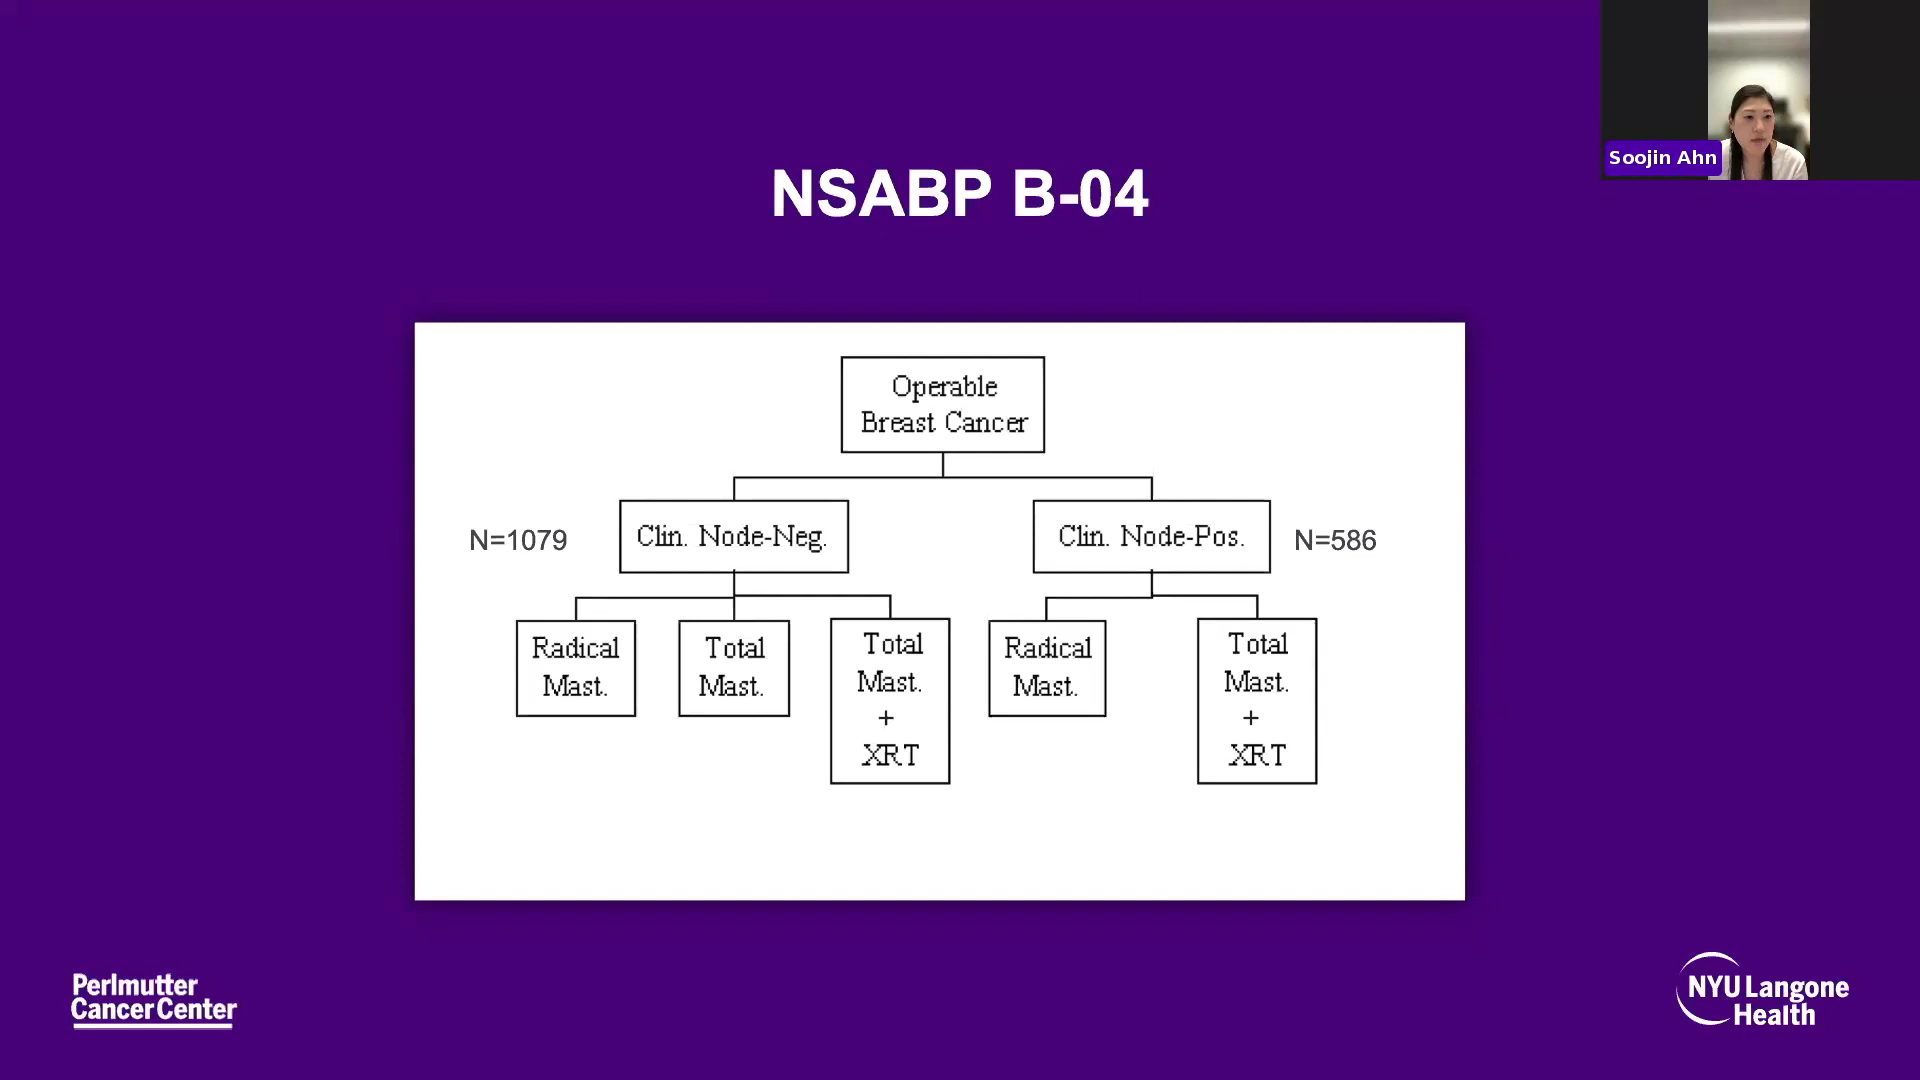 Soojin Ahn
NSABP B-04
Operable
Breast Cancer
N=1079
Clin. Node-Neg.
Clin. Node-Pos.
N=586
Radical
Mast.
Total
Mast.
Total
Mast.
+
XRT
Radical
Mast.
Total
Mast.
+
XRT
Perlmutter
Cancer Center
NYU Langone
Health